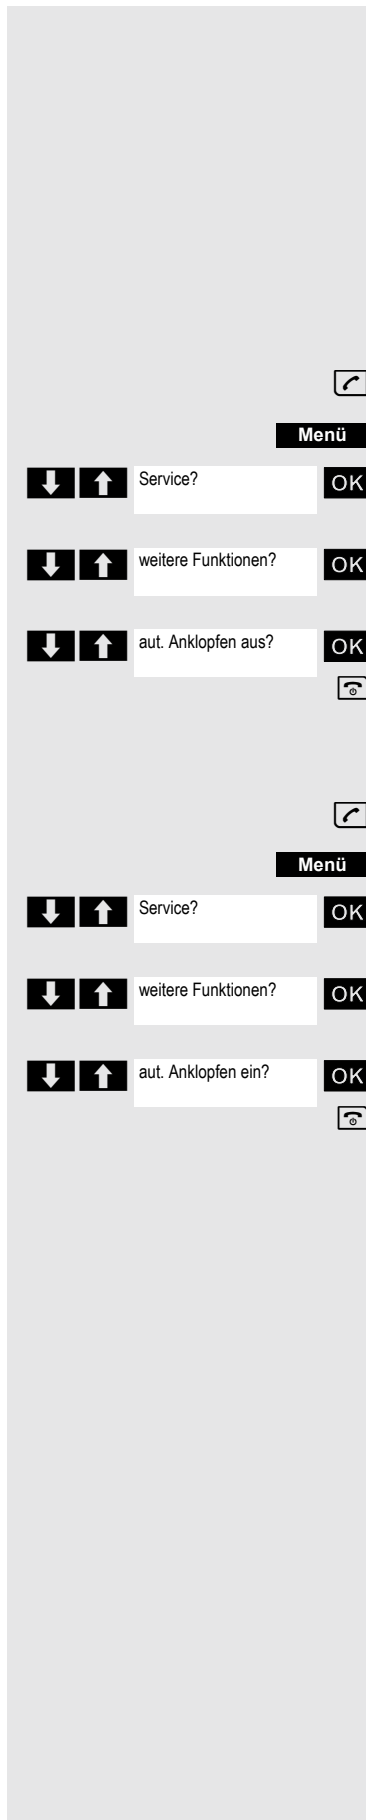 Menü
Service? OK
weitere Funktionen? OK
aut. Anklopfen aus? OK
Menü
Service? OK
weitere Funktionen? OK
aut. Anklopfen ein? OK